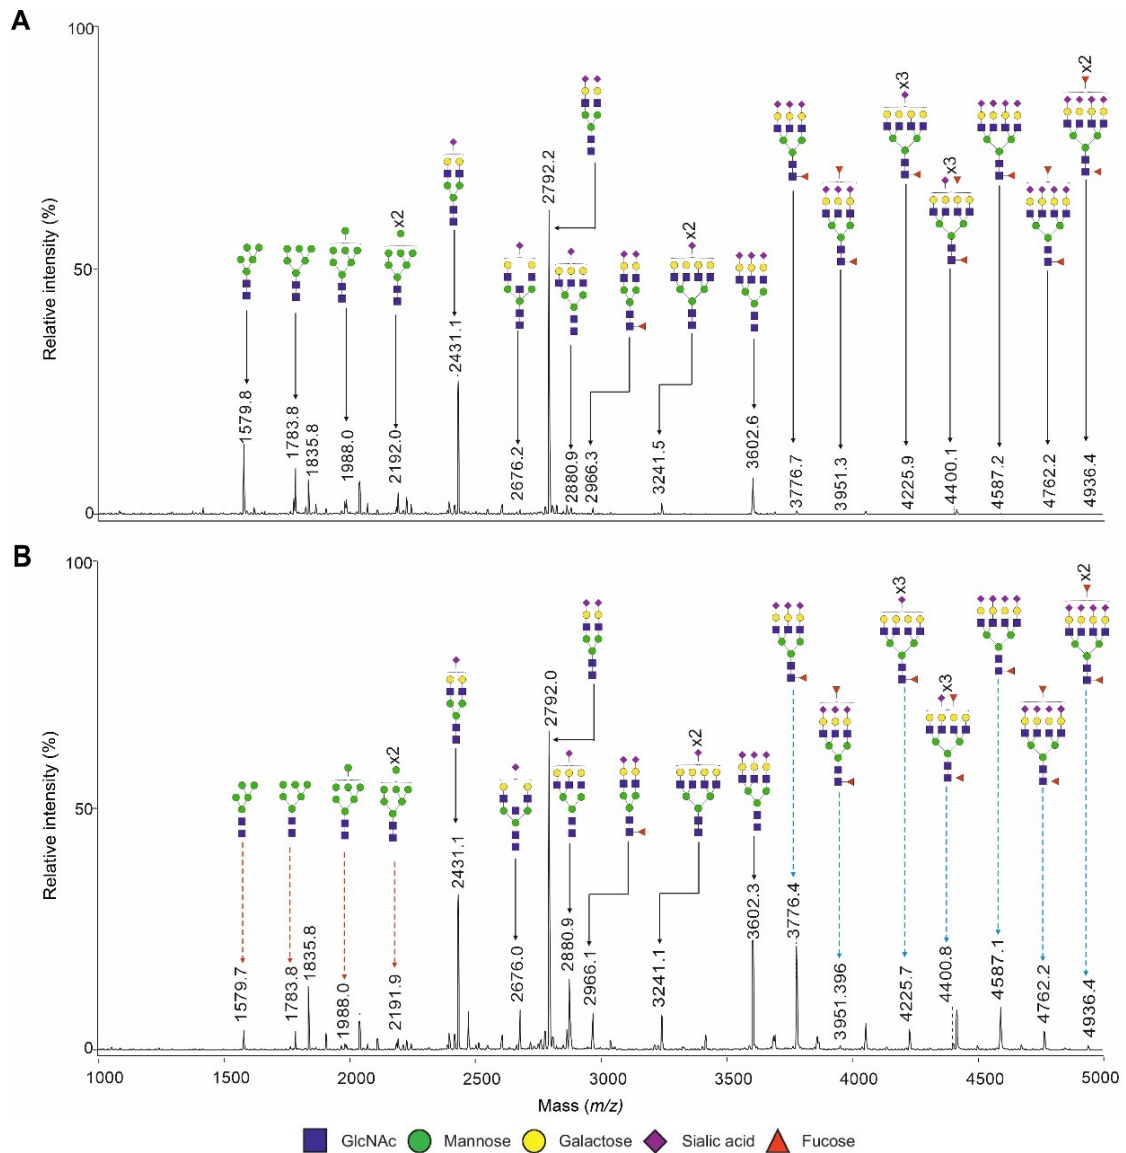 A
100
50
0
Relative intensity (%)
1579.8
1783.8
1835.8
1988.0
x2
2192.0
2431.1
2676.2
2792.2
2880.9
2966.3
x2
3241.5
3602.6
3776.7
3951.3
x3
4225.9
x3
4400.1
4587.2
4762.2
x2
4936.4
B
100
50
0
Relative intensity (%)
1579.7
1783.8
1835.8
1988.0
x2
2191.9
2431.1
2676.0
2792.0
2880.9
2966.1
x2
3241.1
3602.3
3776.4
3951.396
x3
4225.7
x3
4400.8
4587.1
4762.2
x2
4936.4
1000 1500 2000 2500 3000 3500 4000 4500 5000
Mass (m/z)
GlcNAc Mannose Galactose Sialic acid Fucose